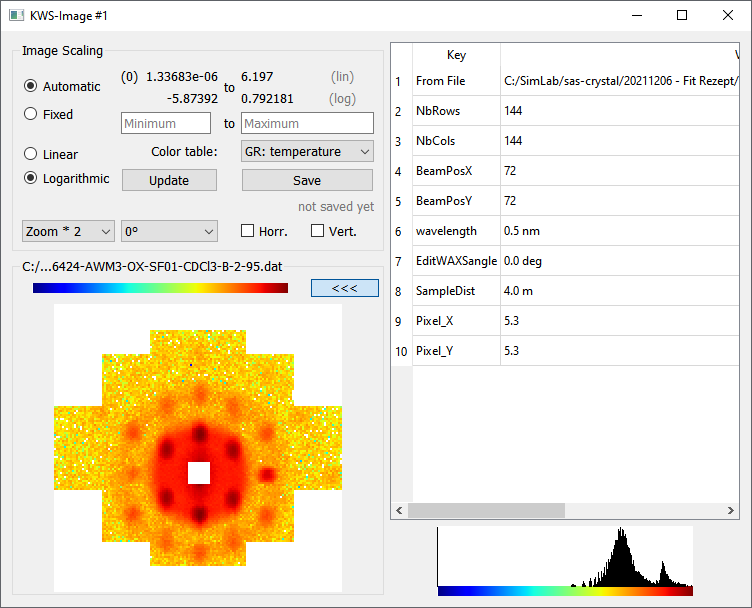 KWS-Image #1
Image Scaling
Automatic
(0) 1.33683e-06 to 6.197 (lin)
-5.87392 0.792181 (log)
Fixed
Minimum to Maximum
Linear
Color table: GR: temperature
Logarithmic
Update Save
not saved yet
Zoom * 2 0° Horr. Vert.
C:/...6424-AWM3-OX-SF01-CDCl3-B-2-95.dat
<<<
Key
1 From File C:/SimLab/sas-crystal/20211206 - Fit Rezept/
2 NbRows 144
3 NbCols 144
4 BeamPosX 72
5 BeamPosY 72
6 wavelength 0.5 nm
7 EditWAXSangle 0.0 deg
8 SampleDist 4.0 m
9 Pixel_X 5.3
10 Pixel_Y 5.3